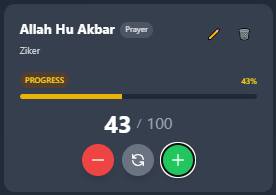 Allah Hu Akbar Prayer
Ziker
PROGRESS 43%
43 / 100